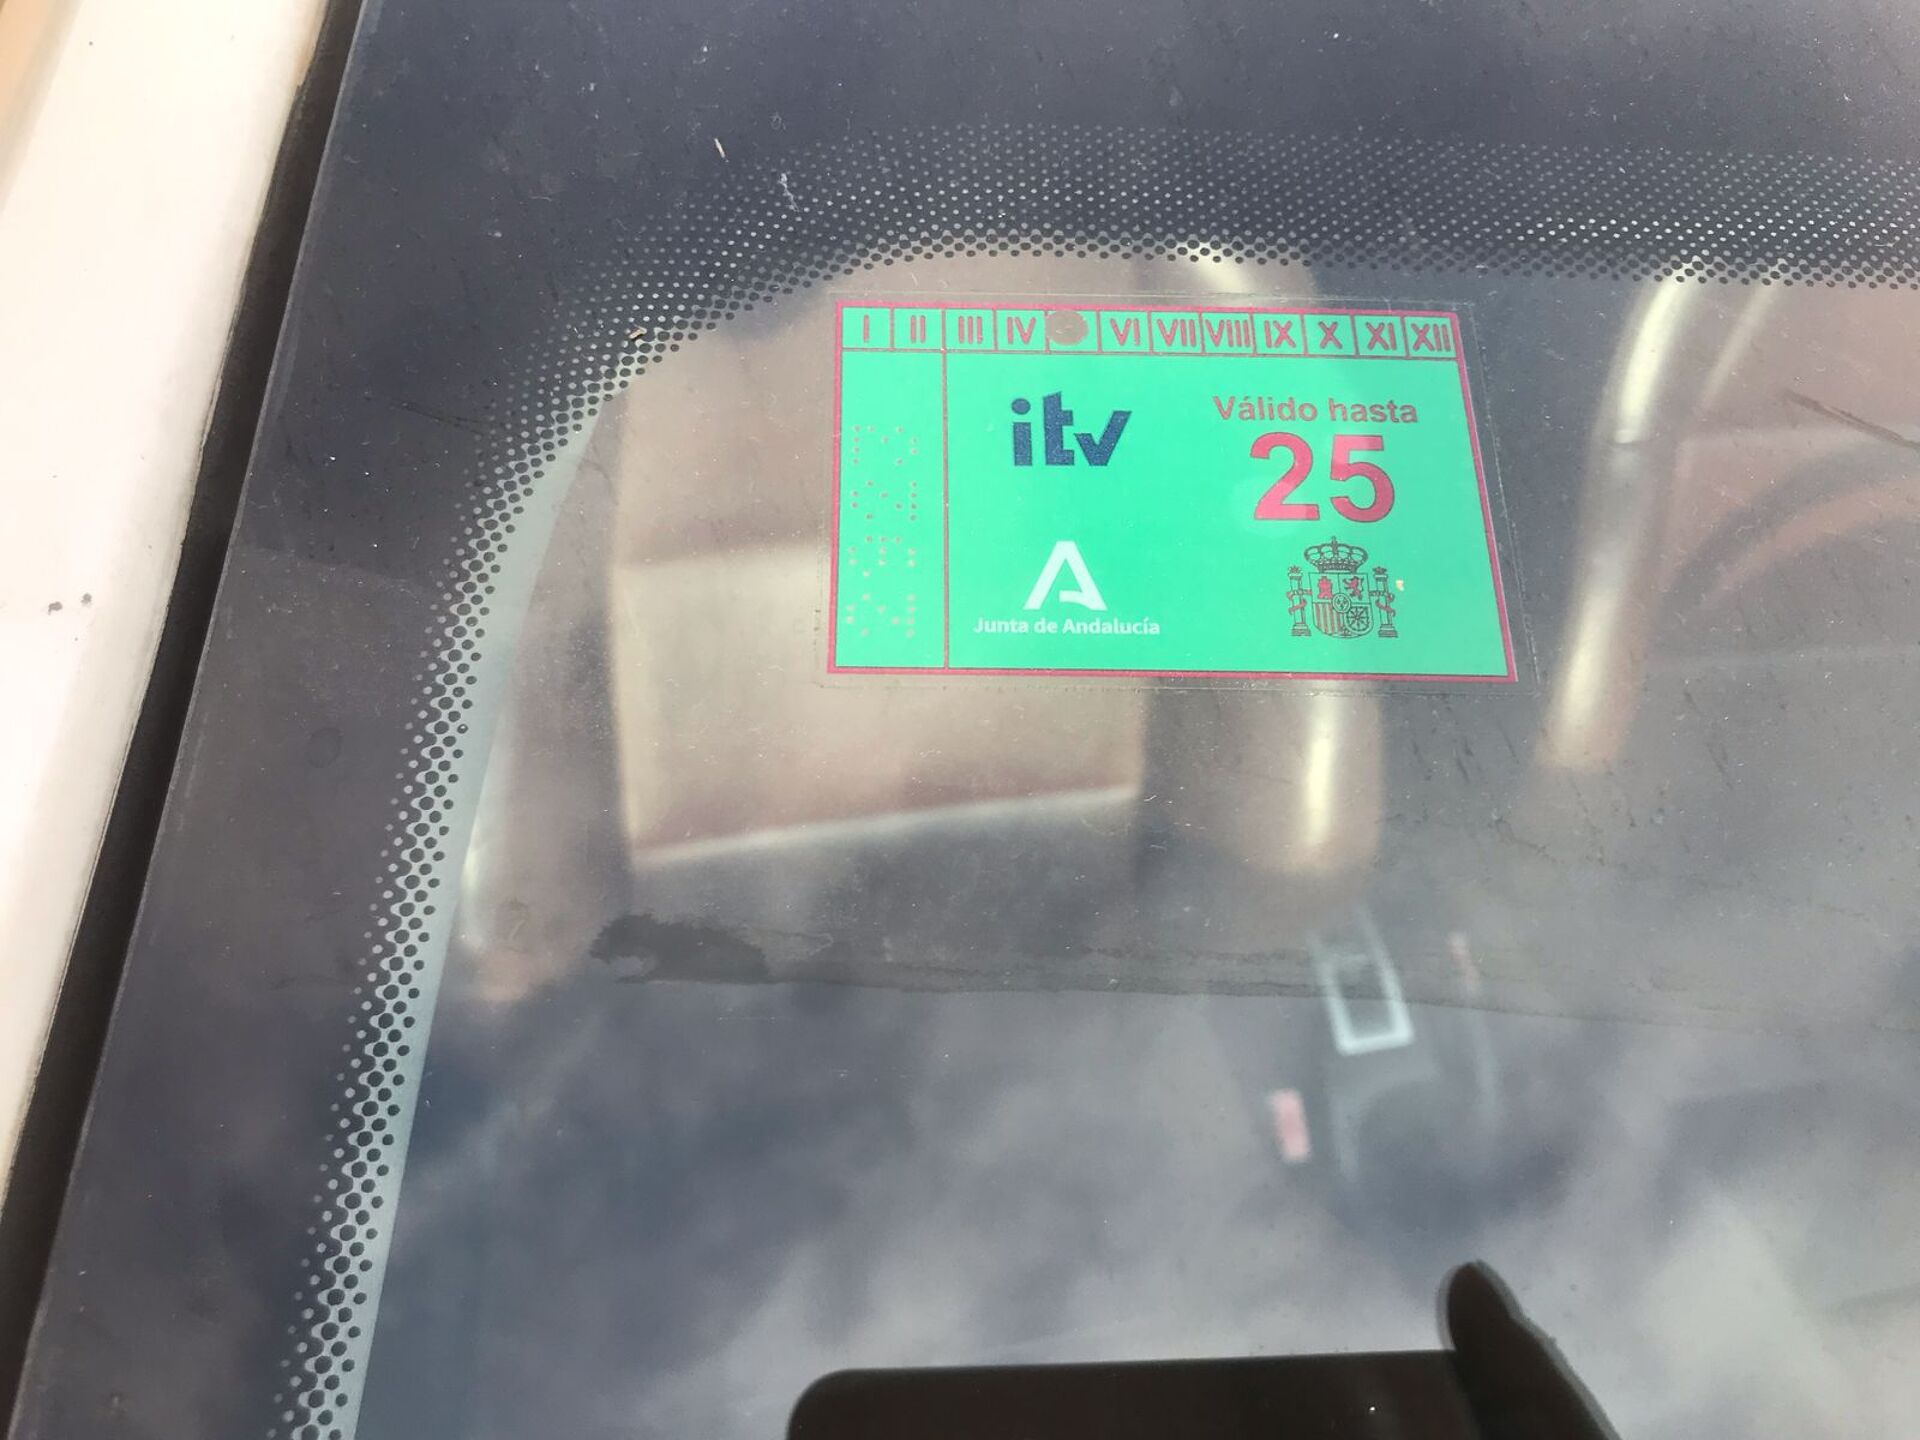 I II III IV VI VII VIII IX X XI XII
itv
Válido hasta
25
Junta de Andalucía